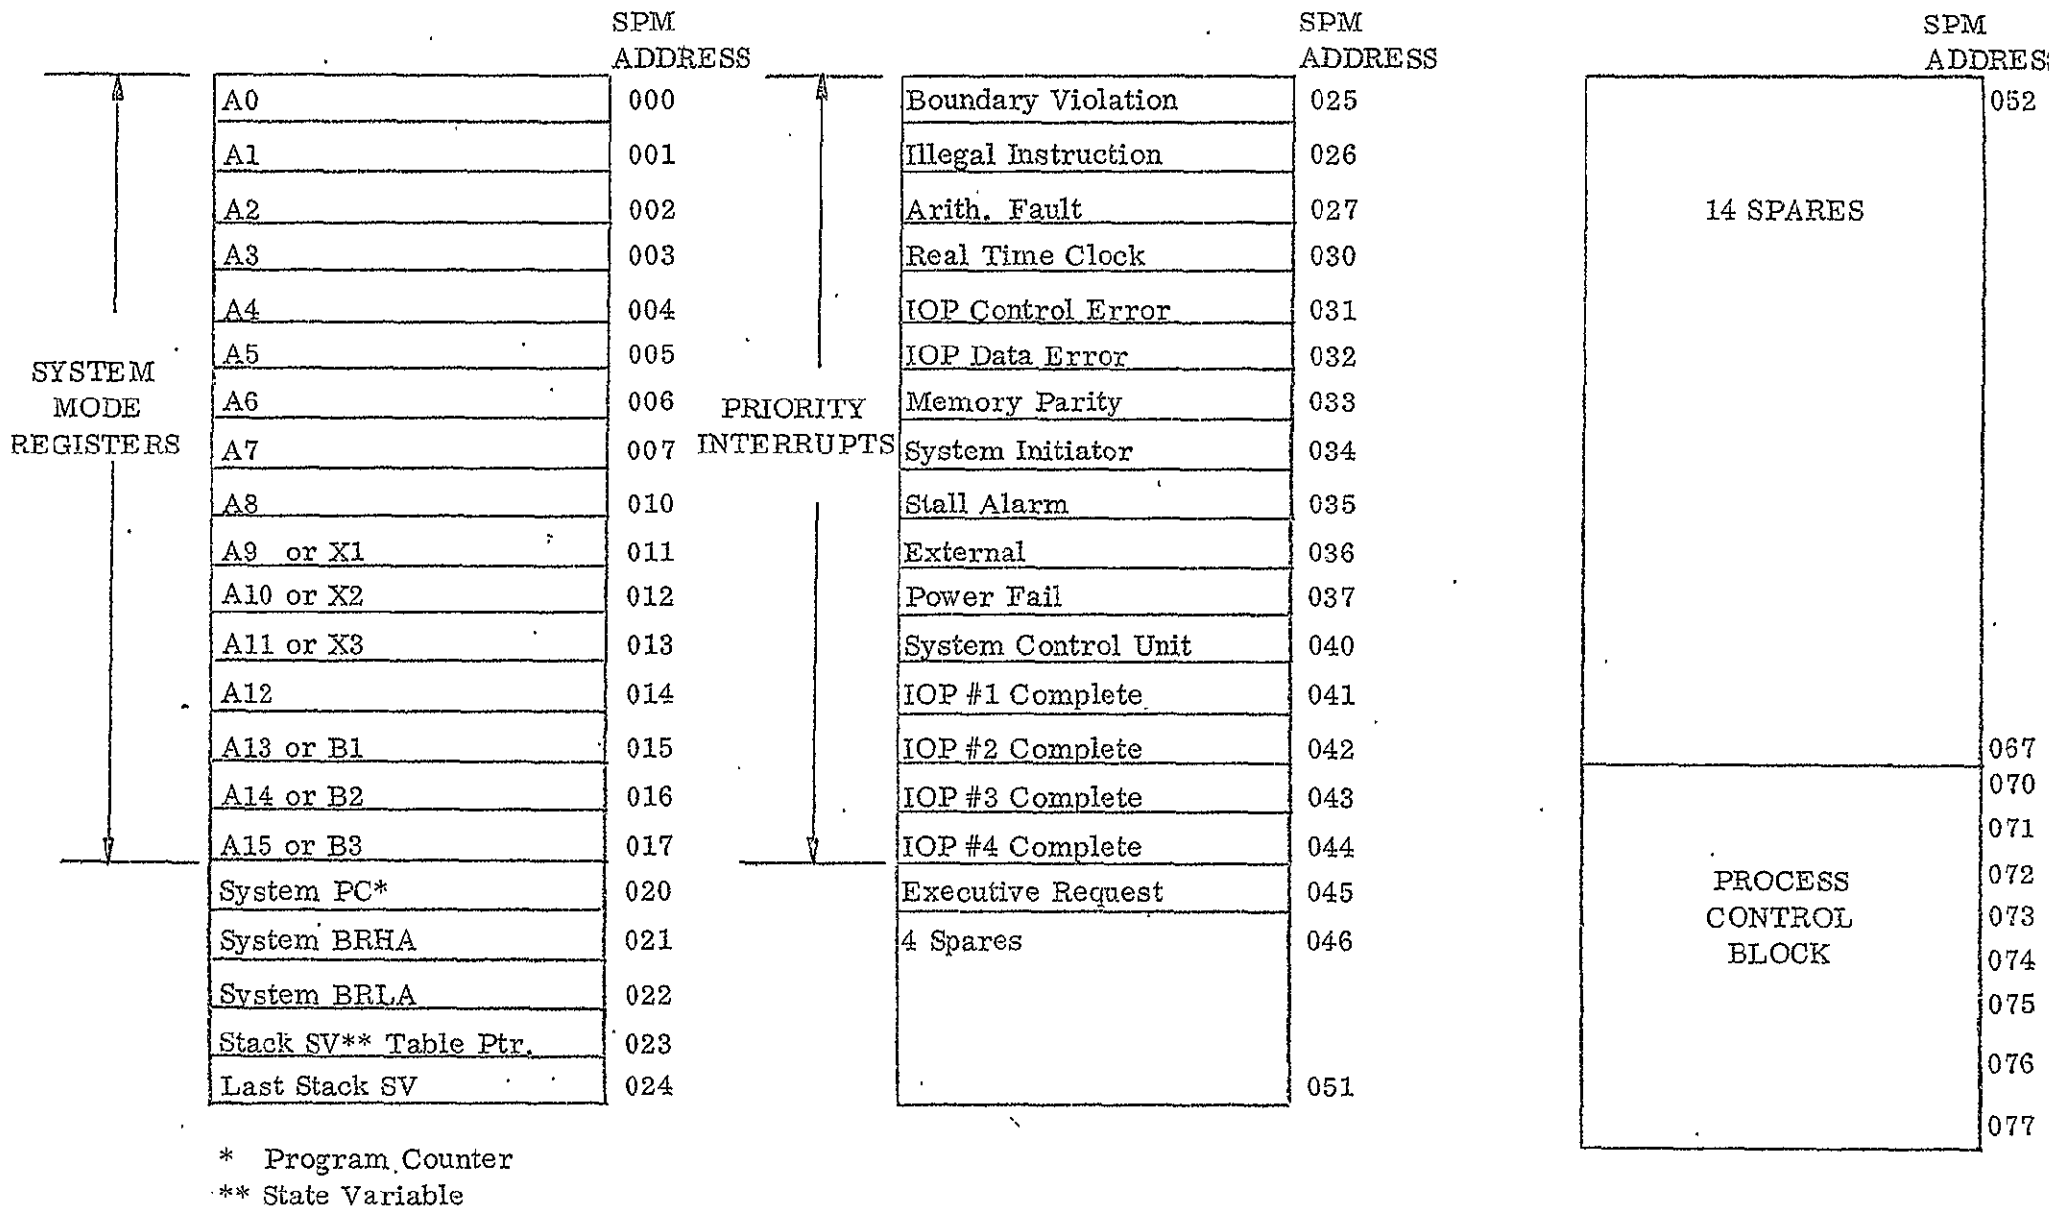 SPM
ADDRESS
SYSTEM
MODE
REGISTERS
A0 000
A1 001
A2 002
A3 003
A4 004
A5 005
A6 006
A7 007
A8 010
A9 or X1 011
A10 or X2 012
A11 or X3 013
A12 014
A13 or B1 015
A14 or B2 016
A15 or B3 017
System PC* 020
System BRHA 021
System BRLA 022
Stack SV** Table Ptr. 023
Last Stack SV 024
* Program Counter
** State Variable
SPM
ADDRESS
PRIORITY
INTERRUPTS
Boundary Violation 025
Illegal Instruction 026
Arith. Fault 027
Real Time Clock 030
IOP Control Error 031
IOP Data Error 032
Memory Parity 033
System Initiator 034
Stall Alarm 035
External 036
Power Fail 037
System Control Unit 040
IOP #1 Complete 041
IOP #2 Complete 042
IOP #3 Complete 043
IOP #4 Complete 044
Executive Request 045
4 Spares 046
051
SPM
ADDRESS
052
14 SPARES
067
070
071
072
073
074
075
076
077
PROCESS
CONTROL
BLOCK